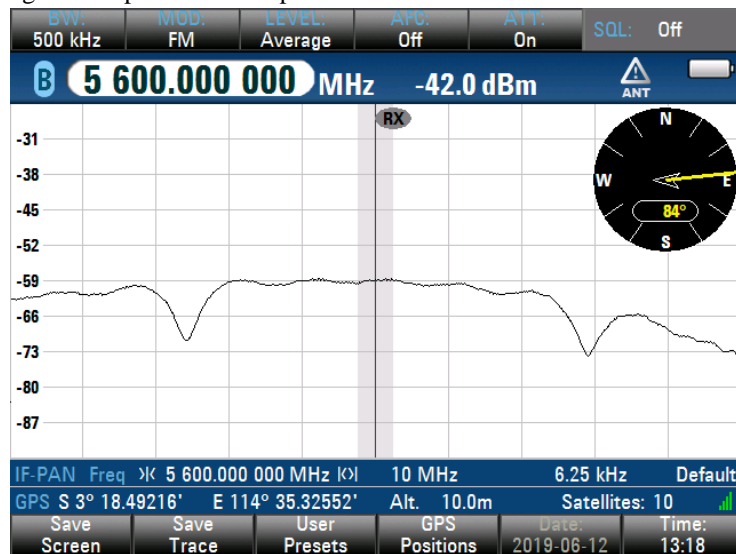 BW: MOD: LEVEL: AFC: ATT: SQL: Off
500 kHz FM Average Off On
B 5 600.000 000 MHz -42.0 dBm ANT
RX
N
-31
-38
W E
-45
84°
-52
S
-59
-66
-73
-80
-87
IF-PAN Freq 5 600.000 000 MHz 10 MHz 6.25 kHz Default
GPS S 3° 18.49216' E 114° 35.32552' Alt. 10.0m Satellites: 10
Save Save User GPS Date: Time:
Screen Trace Presets Positions 2019-06-12 13:18